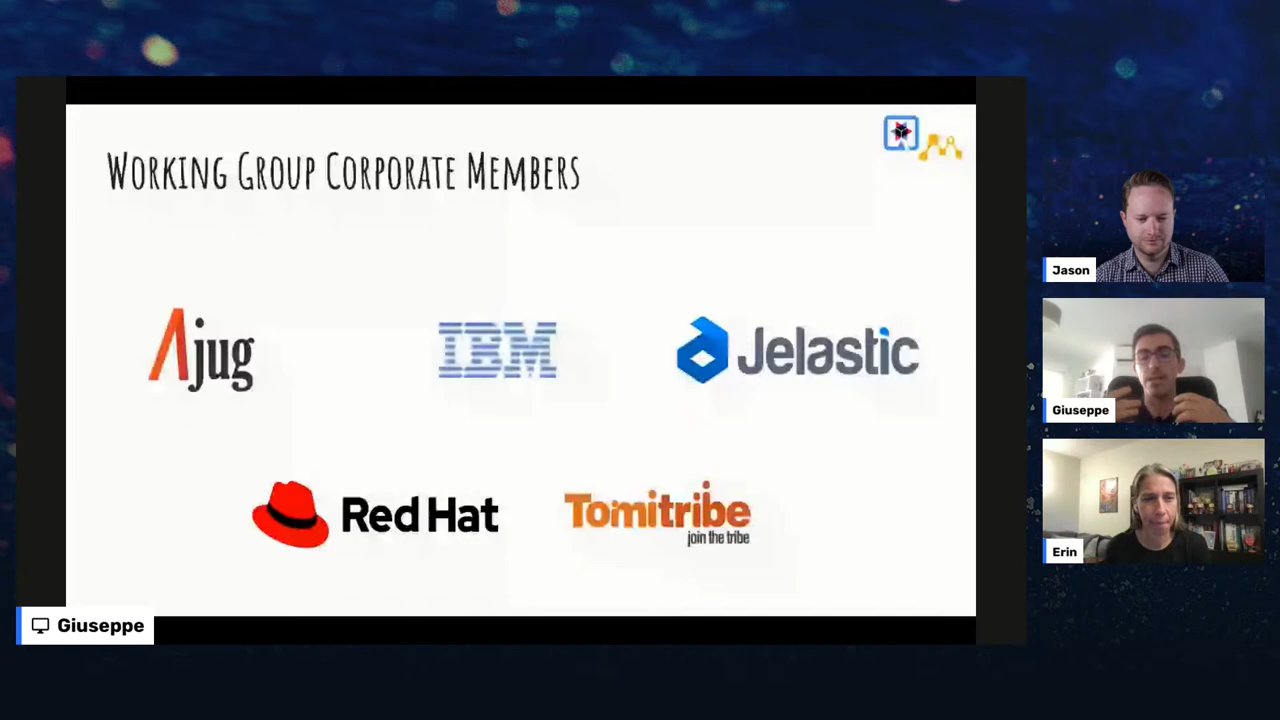 WORKING GROUP CORPORATE MEMBERS
Ajug
IBM
Jelastic
Red Hat
Tomitribe
join the tribe
Jason
Giuseppe
Erin
Giuseppe